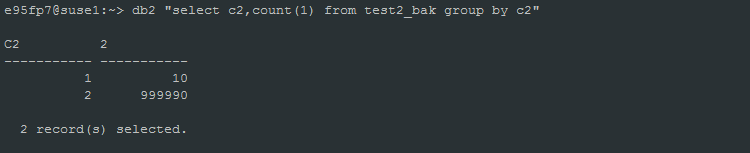 e95fp7@suse1:~> db2 "select c2,count(1) from test2_bak group by c2"
C2          2
----------- -----------
          1          10
          2      999990
  2 record(s) selected.